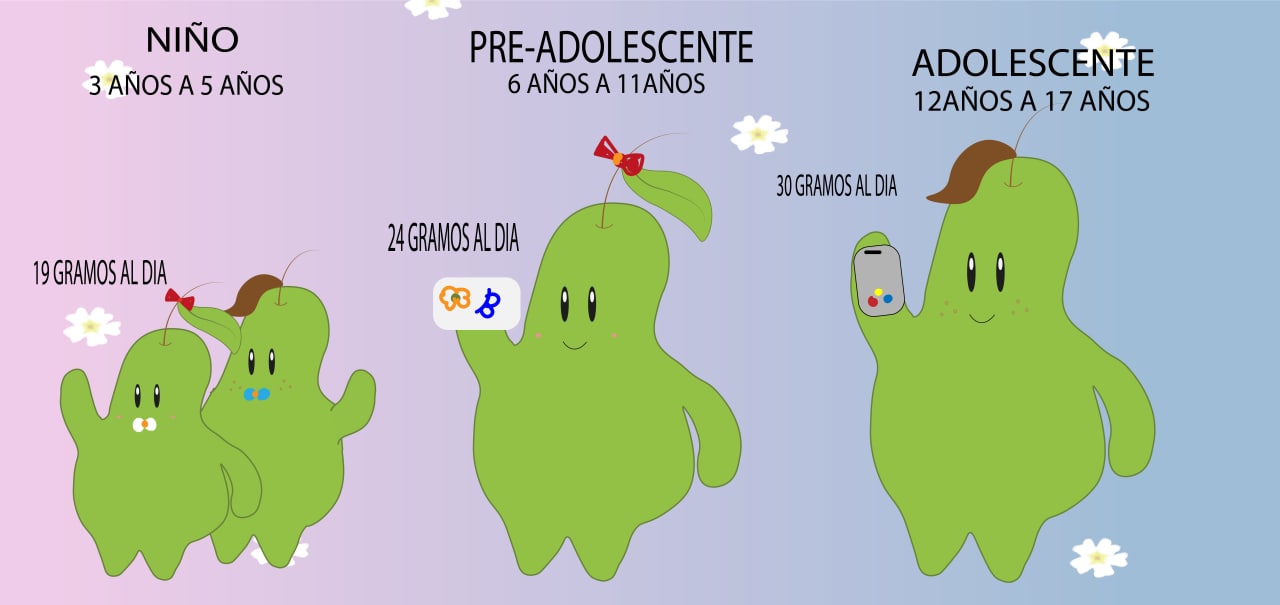 NIÑO
3 AÑOS A 5 AÑOS
19 GRAMOS AL DIA
PRE-ADOLESCENTE
6 AÑOS A 11AÑOS
24 GRAMOS AL DIA
ADOLESCENTE
12AÑOS A 17 AÑOS
30 GRAMOS AL DIA